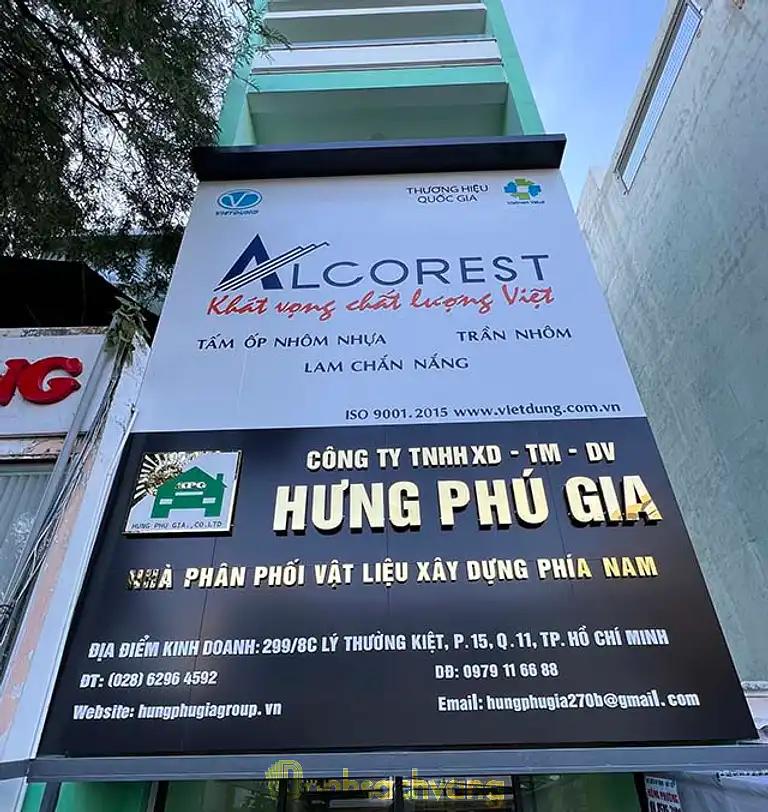 VIETDUNG
THƯƠNG HIỆU
QUỐC GIA
Vietnam Value
ALCOREST
Khát vọng chất lượng Việt
TẤM ỐP NHÔM NHỰA
TRẦN NHÔM
LAM CHẮN NẮNG
ISO 9001.2015 www.vietdung.com.vn
NG
HPG
HUNG PHU GIA.,CO.LTD
CÔNG TY TNHH XD - TM - DV
HƯNG PHÚ GIA
NHÀ PHÂN PHỐI VẬT LIỆU XÂY DỰNG PHÍA NAM
ĐỊA ĐIỂM KINH DOANH: 299/8C LÝ THƯỜNG KIỆT, P.15, Q.11, TP. HỒ CHÍ MINH
ĐT: (028) 6296 4592
DĐ: 0979 11 66 88
Website: hungphugiagroup.vn
Email: hungphugia270b@gmail.com